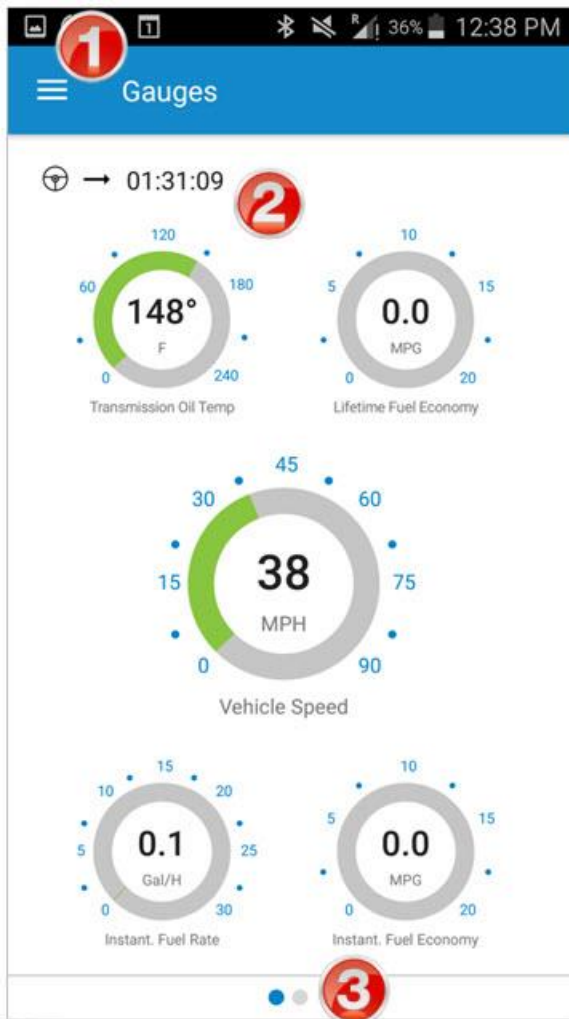 1 R 36% 12:38 PM
1
Gauges
01:31:09
2
120
60 180
148°
F
0 240
Transmission Oil Temp
10
5 15
0.0
MPG
0 20
Lifetime Fuel Economy
45
30 60
38
15 75
MPH
0 90
Vehicle Speed
15
10 20
0.1
5 25
Gal/H
0 30
Instant. Fuel Rate
10
5 15
0.0
MPG
0 20
Instant. Fuel Economy
3